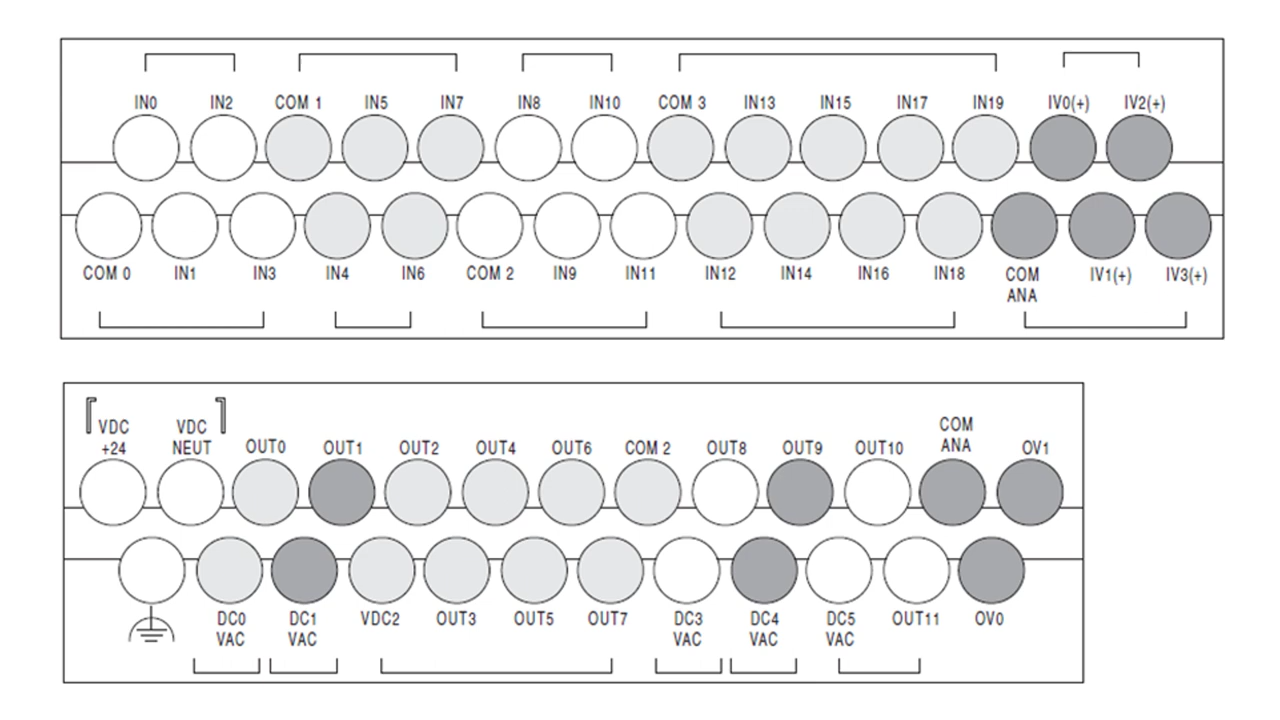 IN0 IN2 COM 1 IN5 IN7 IN8 IN10 COM 3 IN13 IN15 IN17 IN19 IV0(+) IV2(+)
COM 0 IN1 IN3 IN4 IN6 COM 2 IN9 IN11 IN12 IN14 IN16 IN18 COM IV1(+) IV3(+)
ANA
COM
VDC VDC ANA
+24 NEUT OUT0 OUT1 OUT2 OUT4 OUT6 COM 2 OUT8 OUT9 OUT10 OV1
DC0 DC1 VDC2 OUT3 OUT5 OUT7 DC3 DC4 DC5 OUT11 OV0
VAC VAC VAC VAC VAC